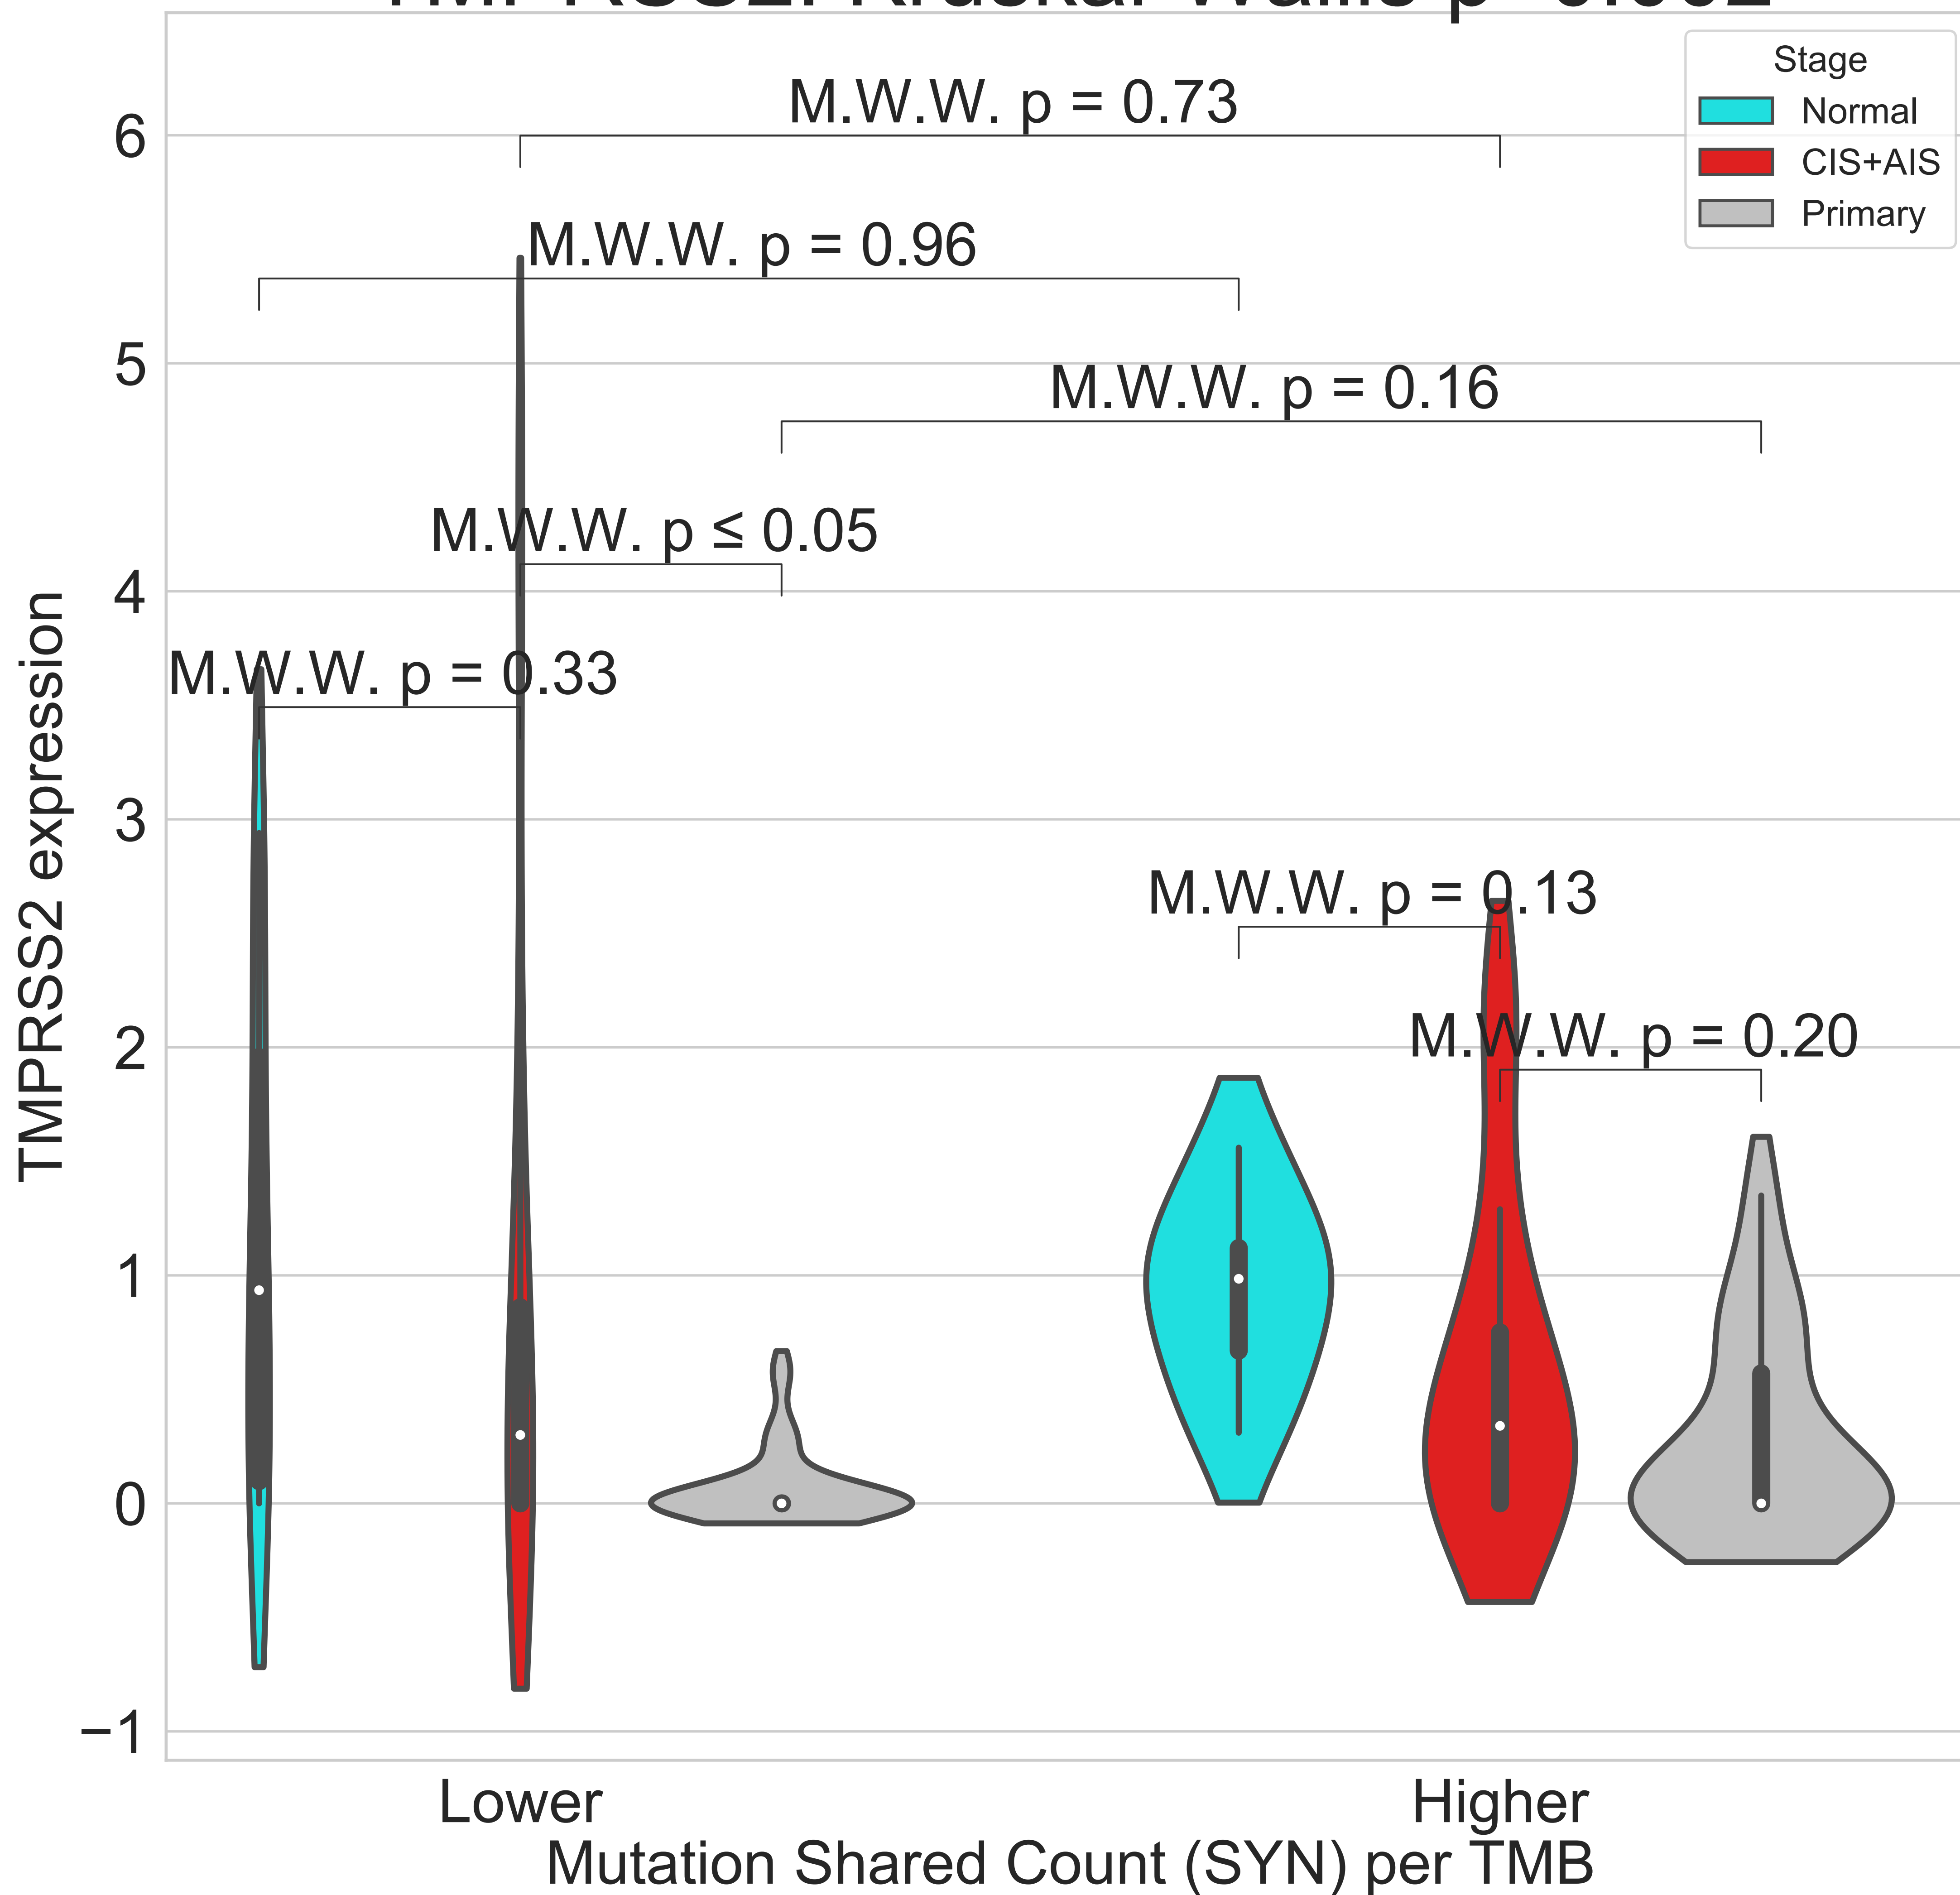 Stage
Normal
CIS+AIS
Primary
M.W.W. p = 0.73
M.W.W. p = 0.96
M.W.W. p = 0.16
M.W.W. p ≤ 0.05
M.W.W. p = 0.33
M.W.W. p = 0.13
M.W.W. p = 0.20
6
5
4
3
2
1
0
−1
TMPRSS2 expression
Lower
Higher
Mutation Shared Count (SYN) per TMB